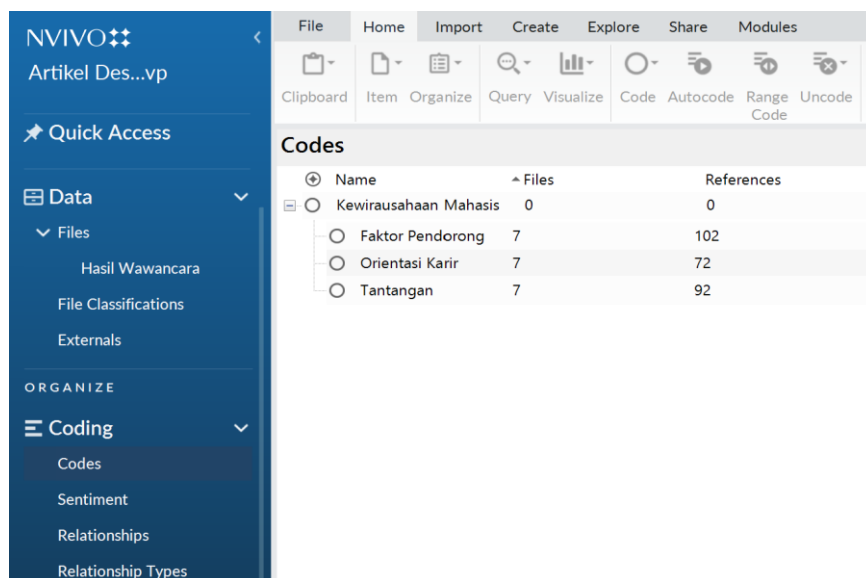 NVIVO
Artikel Des...vp
Quick Access
Data
Files
Hasil Wawancara
File Classifications
Externals
ORGANIZE
Coding
Codes
Sentiment
Relationships
Relationship Types
File Home Import Create Explore Share Modules
Clipboard Item Organize Query Visualize Code Autocode Range Code Uncode
Codes
Name Files References
Kewirausahaan Mahasis 0 0
Faktor Pendorong 7 102
Orientasi Karir 7 72
Tantangan 7 92